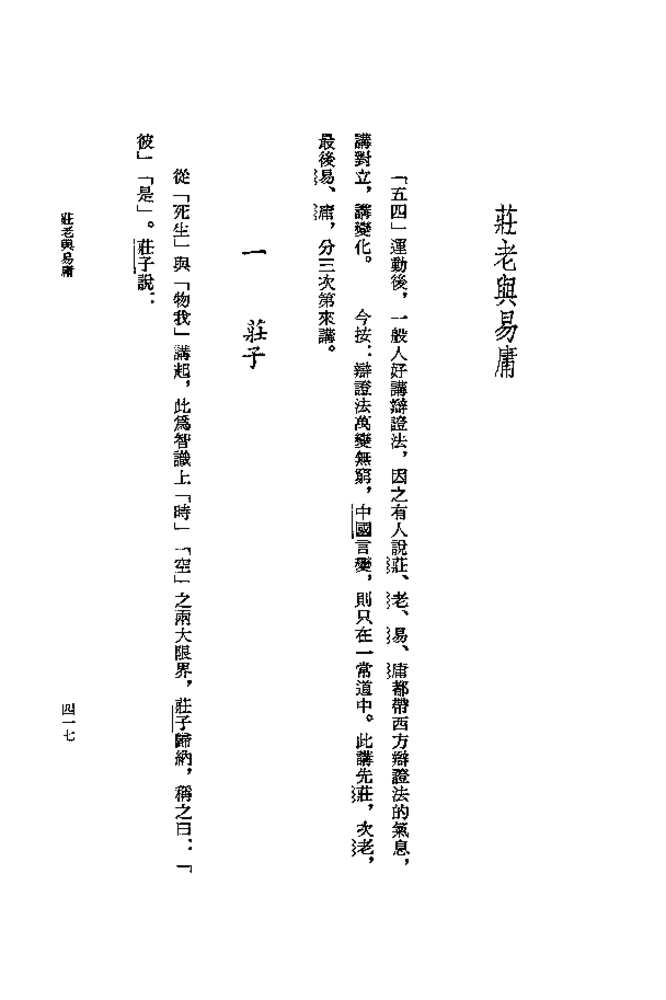 莊老與易庸
「五四」運動後，一般人好講辯證法，因之有人說莊、老、易、庸都帶西方辯證法的氣息，
講對立，講變化。　今按：辯證法萬變無窮，中國言變，則只在一常道中。此講先莊，次老，
最後易、庸，分三次第來講。
一　莊子
從「死生」與「物我」講起，此爲智識上「時」「空」之兩大限界，莊子歸納，稱之曰：「
彼」「是」。莊子說：
莊老與易庸
四一七